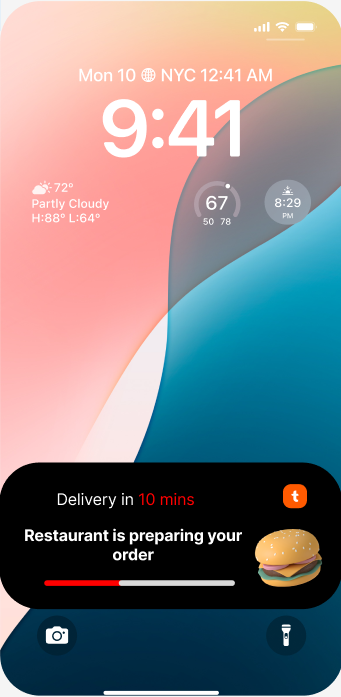 Mon 10 NYC 12:41 AM
9:41
72°
Partly Cloudy
H:88° L:64°
67
50 78
8:29
PM
Delivery in 10 mins
t
Restaurant is preparing your
order